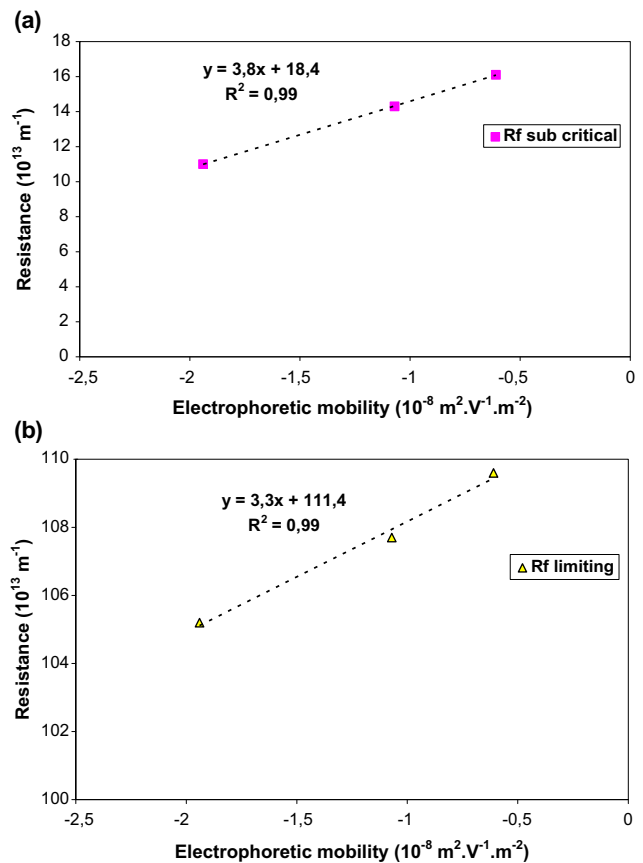 (a)
18
16
14
12
10
8
6
4
2
0
y = 3,8x + 18,4
R² = 0,99
Rf sub critical
Resistance (10¹³ m⁻¹)
-2,5
-2
-1,5
-1
-0,5
0
Electrophoretic mobility (10⁻⁸ m².V⁻¹.m⁻²)
(b)
110
108
106
104
102
100
y = 3,3x + 111,4
R² = 0,99
Rf limiting
Resistance (10¹³ m⁻¹)
-2,5
-2
-1,5
-1
-0,5
0
Electrophoretic mobility (10⁻⁸ m².V⁻¹.m⁻²)